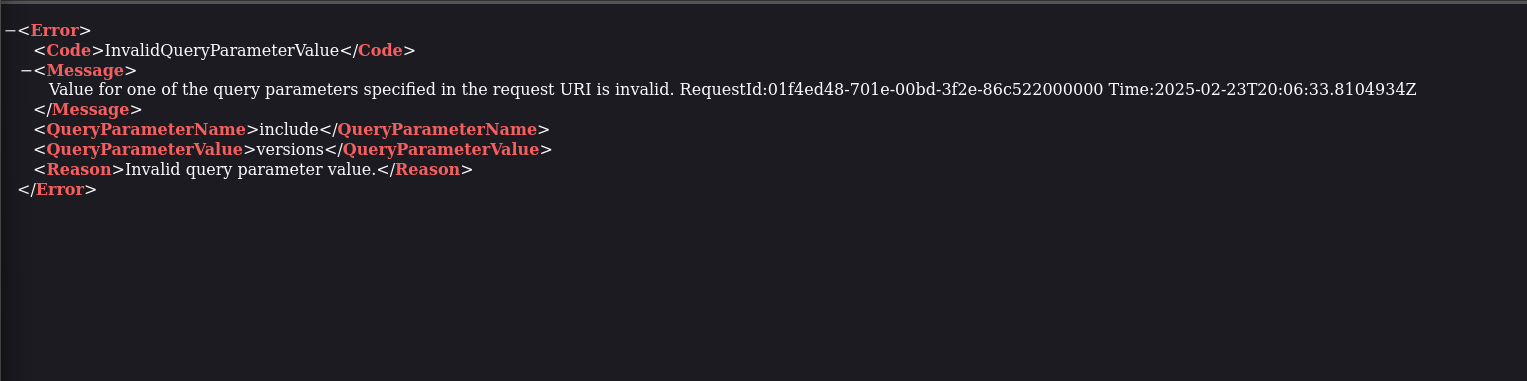 −<Error>
<Code>InvalidQueryParameterValue</Code>
−<Message>
Value for one of the query parameters specified in the request URI is invalid. RequestId:01f4ed48-701e-00bd-3f2e-86c522000000 Time:2025-02-23T20:06:33.8104934Z
</Message>
<QueryParameterName>include</QueryParameterName>
<QueryParameterValue>versions</QueryParameterValue>
<Reason>Invalid query parameter value.</Reason>
</Error>